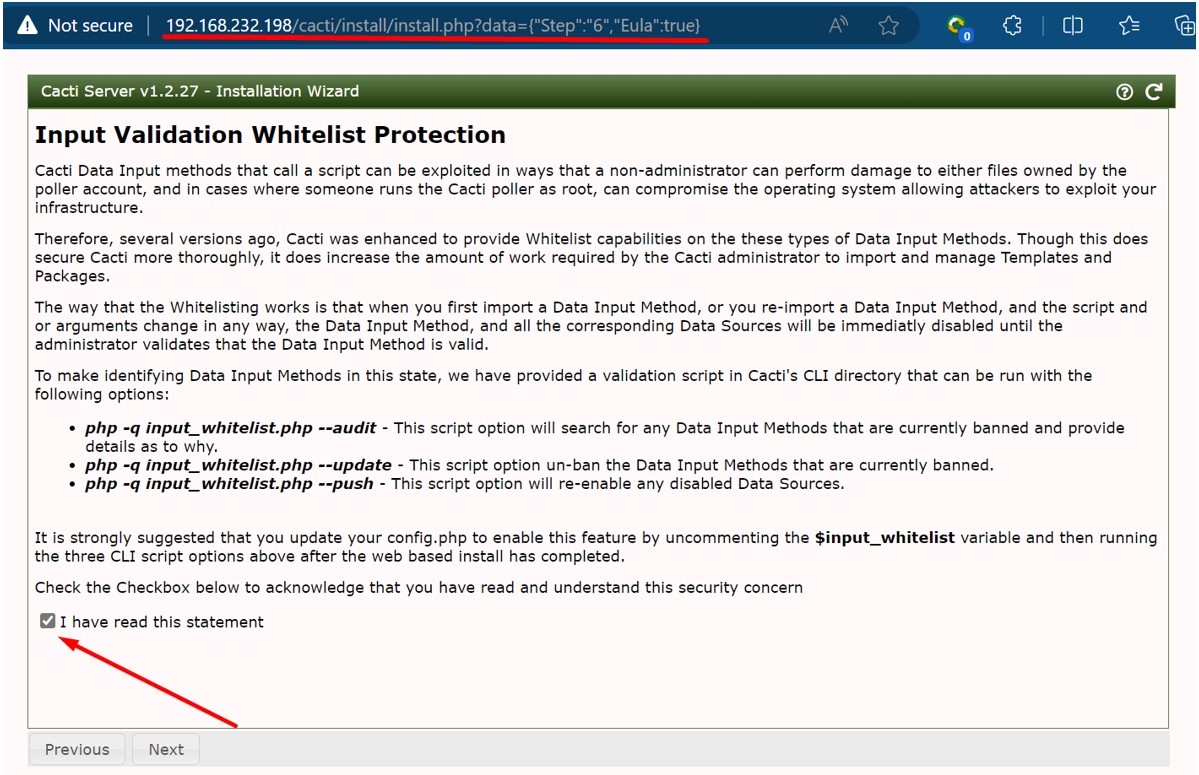 Not secure
192.168.232.198/cacti/install/install.php?data={"Step":"6","Eula":true}
0
Cacti Server v1.2.27 - Installation Wizard
Input Validation Whitelist Protection
Cacti Data Input methods that call a script can be exploited in ways that a non-administrator can perform damage to either files owned by the
poller account, and in cases where someone runs the Cacti poller as root, can compromise the operating system allowing attackers to exploit your
infrastructure.
Therefore, several versions ago, Cacti was enhanced to provide Whitelist capabilities on the these types of Data Input Methods. Though this does
secure Cacti more thoroughly, it does increase the amount of work required by the Cacti administrator to import and manage Templates and
Packages.
The way that the Whitelisting works is that when you first import a Data Input Method, or you re-import a Data Input Method, and the script and
or arguments change in any way, the Data Input Method, and all the corresponding Data Sources will be immediatly disabled until the
administrator validates that the Data Input Method is valid.
To make identifying Data Input Methods in this state, we have provided a validation script in Cacti's CLI directory that can be run with the
following options:
• php -q input_whitelist.php --audit - This script option will search for any Data Input Methods that are currently banned and provide
details as to why.
• php -q input_whitelist.php --update - This script option un-ban the Data Input Methods that are currently banned.
• php -q input_whitelist.php --push - This script option will re-enable any disabled Data Sources.
It is strongly suggested that you update your config.php to enable this feature by uncommenting the $input_whitelist variable and then running
the three CLI script options above after the web based install has completed.
Check the Checkbox below to acknowledge that you have read and understand this security concern
I have read this statement
Previous Next